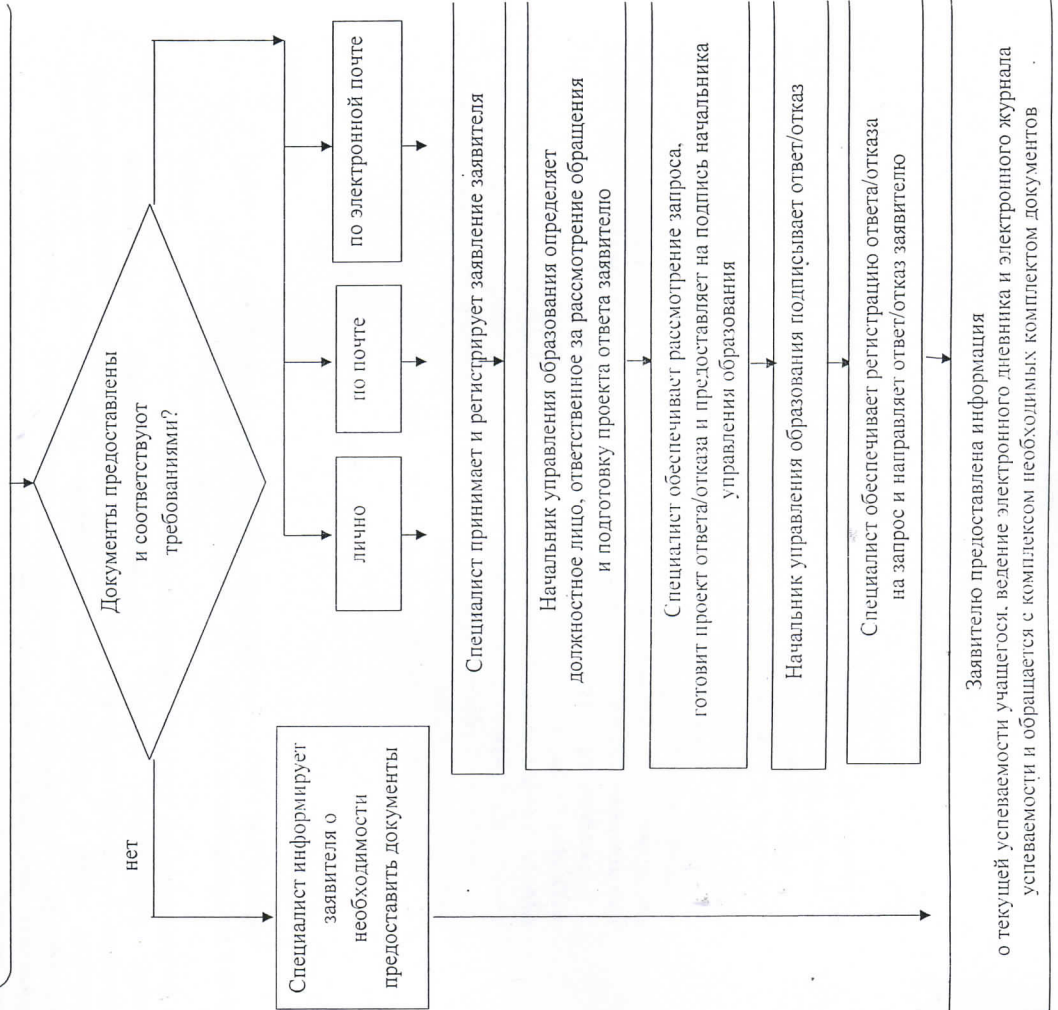 Документы предоставлены
и соответствуют
требованиями?
нет
Специалист информирует
заявителя о
необходимости
предоставить документы
лично
по почте
по электронной почте
Специалист принимает и регистрирует заявление заявителя
Начальник управления образования определяет
должностное лицо, ответственное за рассмотрение обращения
и подготовку проекта ответа заявителю
Специалист обеспечивает рассмотрение запроса,
готовит проект ответа/отказа и предоставляет на подпись начальника
управления образования
Начальник управления образования подписывает ответ/отказ
Специалист обеспечивает регистрацию ответа/отказа
на запрос и направляет ответ/отказ заявителю
Заявителю предоставлена информация
о текущей успеваемости учащегося, ведение электронного дневника и электронного журнала
успеваемости и обращается с комплексом необходимых комплектом документов